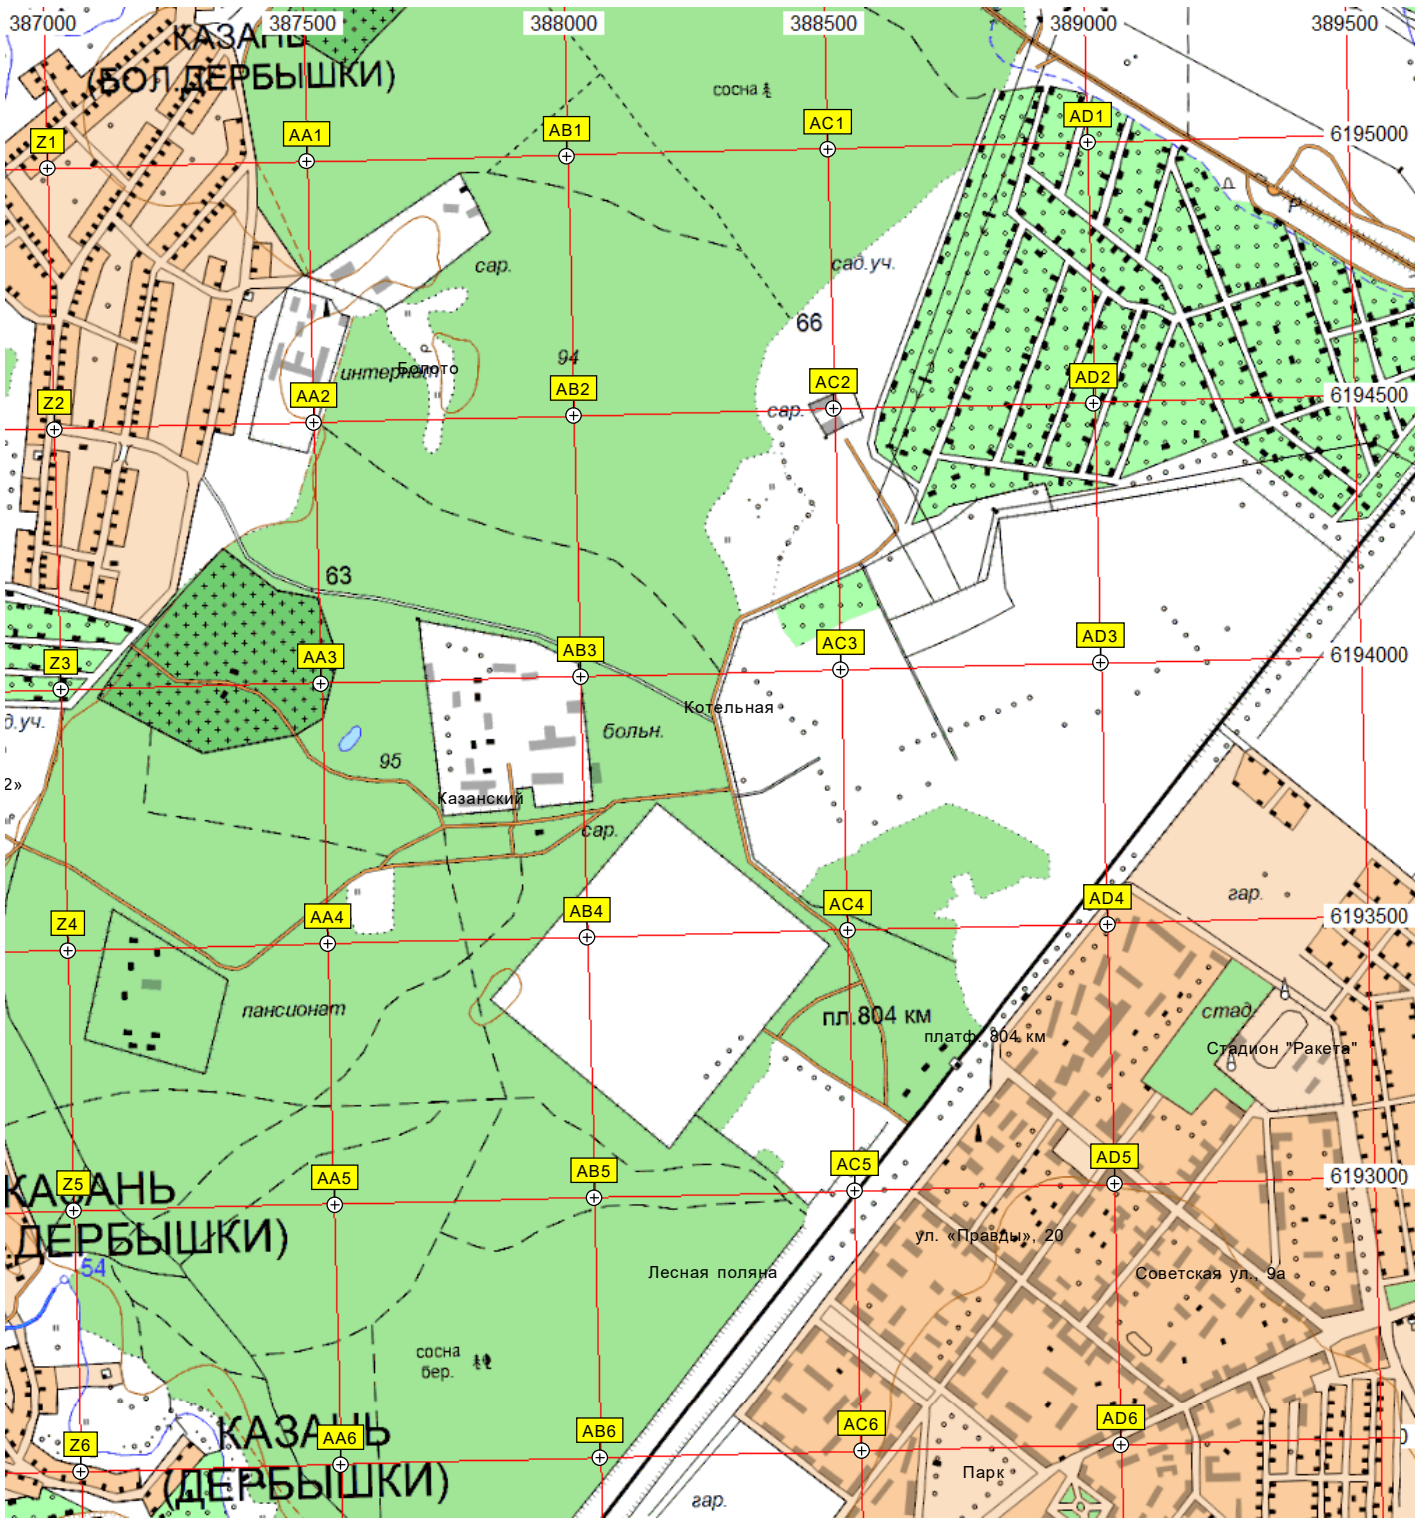 387000 387500 388000 388500 389000 389500
КАЗАНЬ
(БОЛ.ДЕРБЫШКИ)
сосна
Z1 AA1 AB1 AC1 AD1 6195000
сар.
сад.уч.
66
94
интернат
Болото
Z2 AA2 AB2 AC2 AD2 6194500
сар.
63
Z3 AA3 AB3 AC3 AD3 6194000
д.уч.
Котельная
больн.
95
2»
Казанский
сар.
гар.
Z4 AA4 AB4 AC4 AD4 6193500
пансионат
пл.804 км
стад.
платф. 804 км
Стадион "Ракета"
Z5 AA5 AB5 AC5 AD5 6193000
КАЗАНЬ
ДЕРБЫШКИ)
54
ул. «Правды», 20
Лесная поляна
Советская ул., 9а
сосна
бер.
КАЗАНЬ
(ДЕРБЫШКИ)
Z6 AA6 AB6 AC6 AD6 0
Парк
гар.